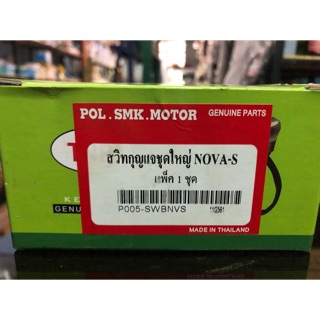 POL.SMK.MOTOR GENUINE PARTS
สวิทกุญแจชุดใหญ่ NOVA-S
แพ็ค 1 ชุด
P005-SWBNVS
MADE IN THAILAND